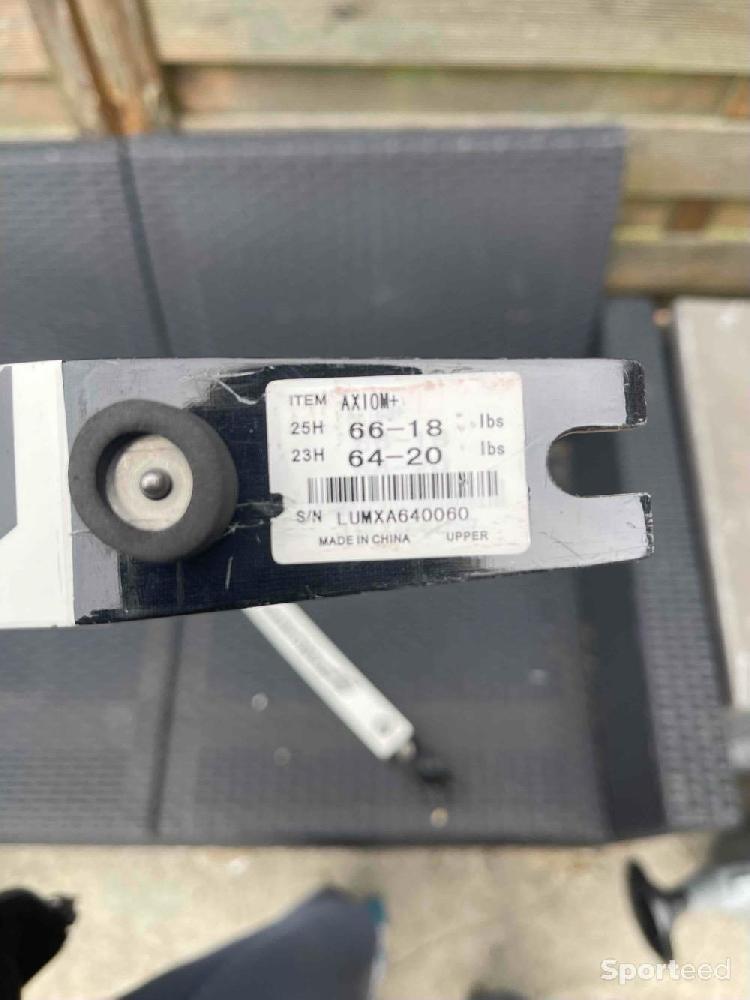 ITEM AXIOM+
25H 66-18 lbs
23H 64-20 lbs
S/N LUMXA640060
MADE IN CHINA UPPER
Sporteed